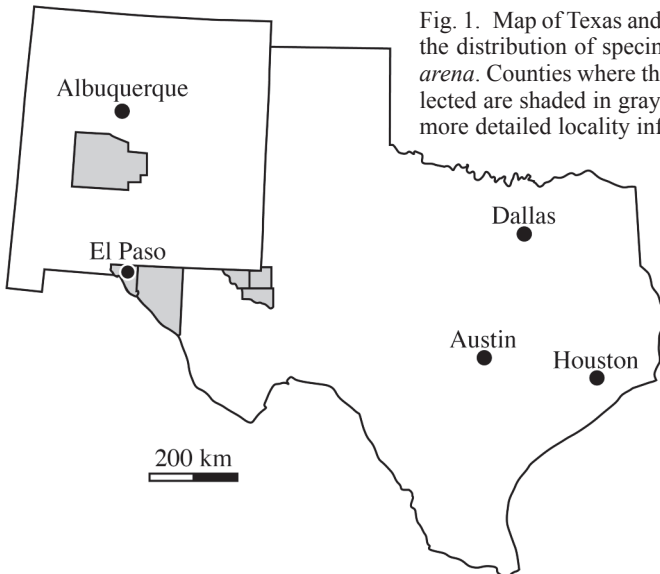 Fig. 1. Map of Texas and
the distribution of specin
arena. Counties where th
lected are shaded in gray
more detailed locality inf
Albuquerque
Dallas
El Paso
Austin
Houston
200 km